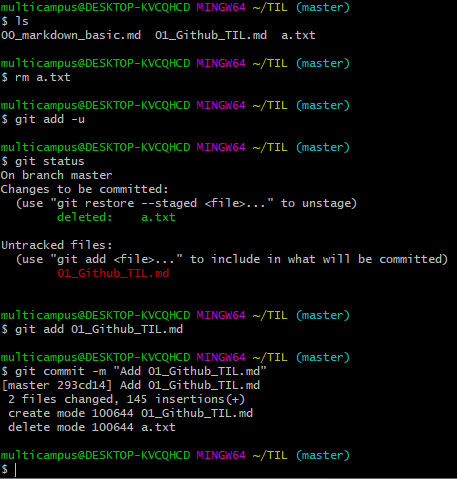 multicampus@DESKTOP-KVCQHCD MINGW64 ~/TIL (master)
$ ls
00_markdown_basic.md  01_Github_TIL.md  a.txt

multicampus@DESKTOP-KVCQHCD MINGW64 ~/TIL (master)
$ rm a.txt

multicampus@DESKTOP-KVCQHCD MINGW64 ~/TIL (master)
$ git add -u

multicampus@DESKTOP-KVCQHCD MINGW64 ~/TIL (master)
$ git status
On branch master
Changes to be committed:
  (use "git restore --staged <file>..." to unstage)
        deleted:    a.txt

Untracked files:
  (use "git add <file>..." to include in what will be committed)
        01_Github_TIL.md


multicampus@DESKTOP-KVCQHCD MINGW64 ~/TIL (master)
$ git add 01_Github_TIL.md

multicampus@DESKTOP-KVCQHCD MINGW64 ~/TIL (master)
$ git commit -m "Add 01_Github_TIL.md"
[master 293cd14] Add 01_Github_TIL.md
 2 files changed, 145 insertions(+)
 create mode 100644 01_Github_TIL.md
 delete mode 100644 a.txt

multicampus@DESKTOP-KVCQHCD MINGW64 ~/TIL (master)
$